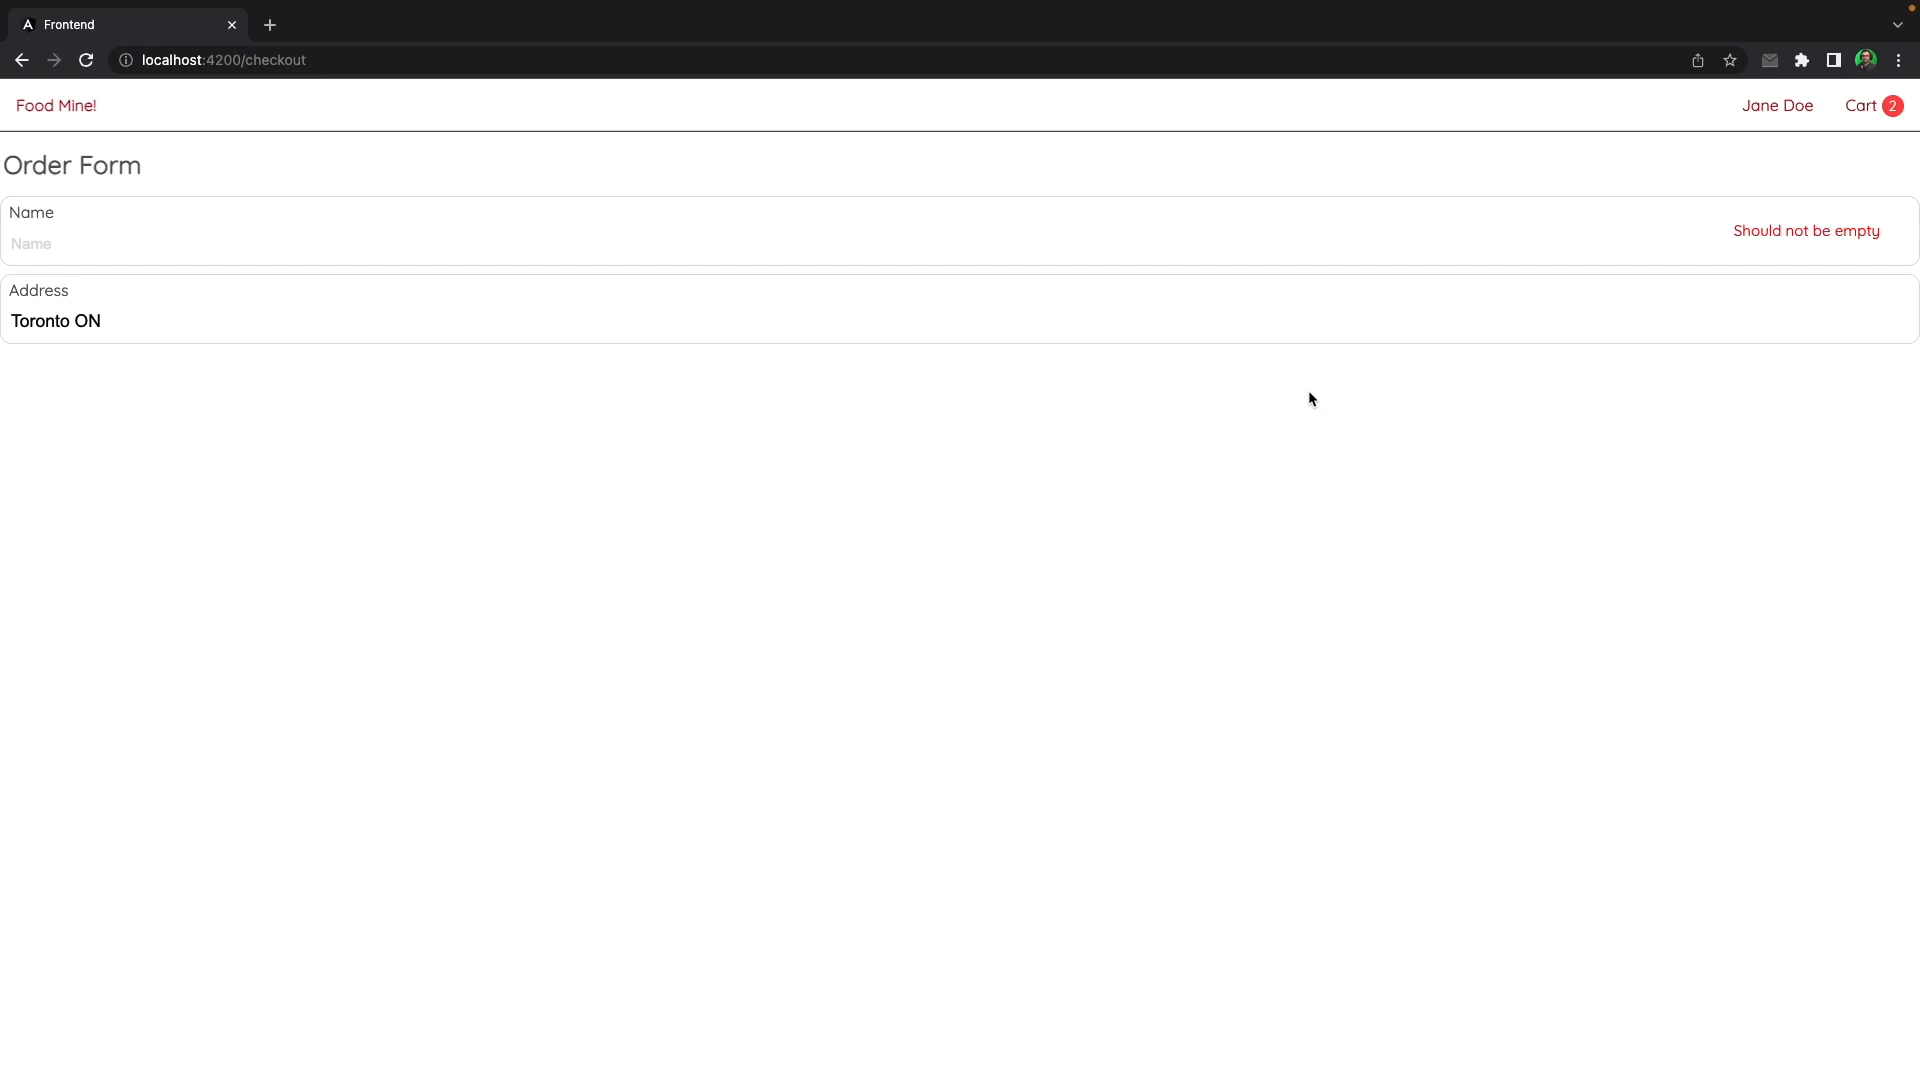 Frontend
localhost:4200/checkout
Food Mine!
Jane Doe
Cart 2
Order Form
Name
Name
Should not be empty
Address
Toronto ON